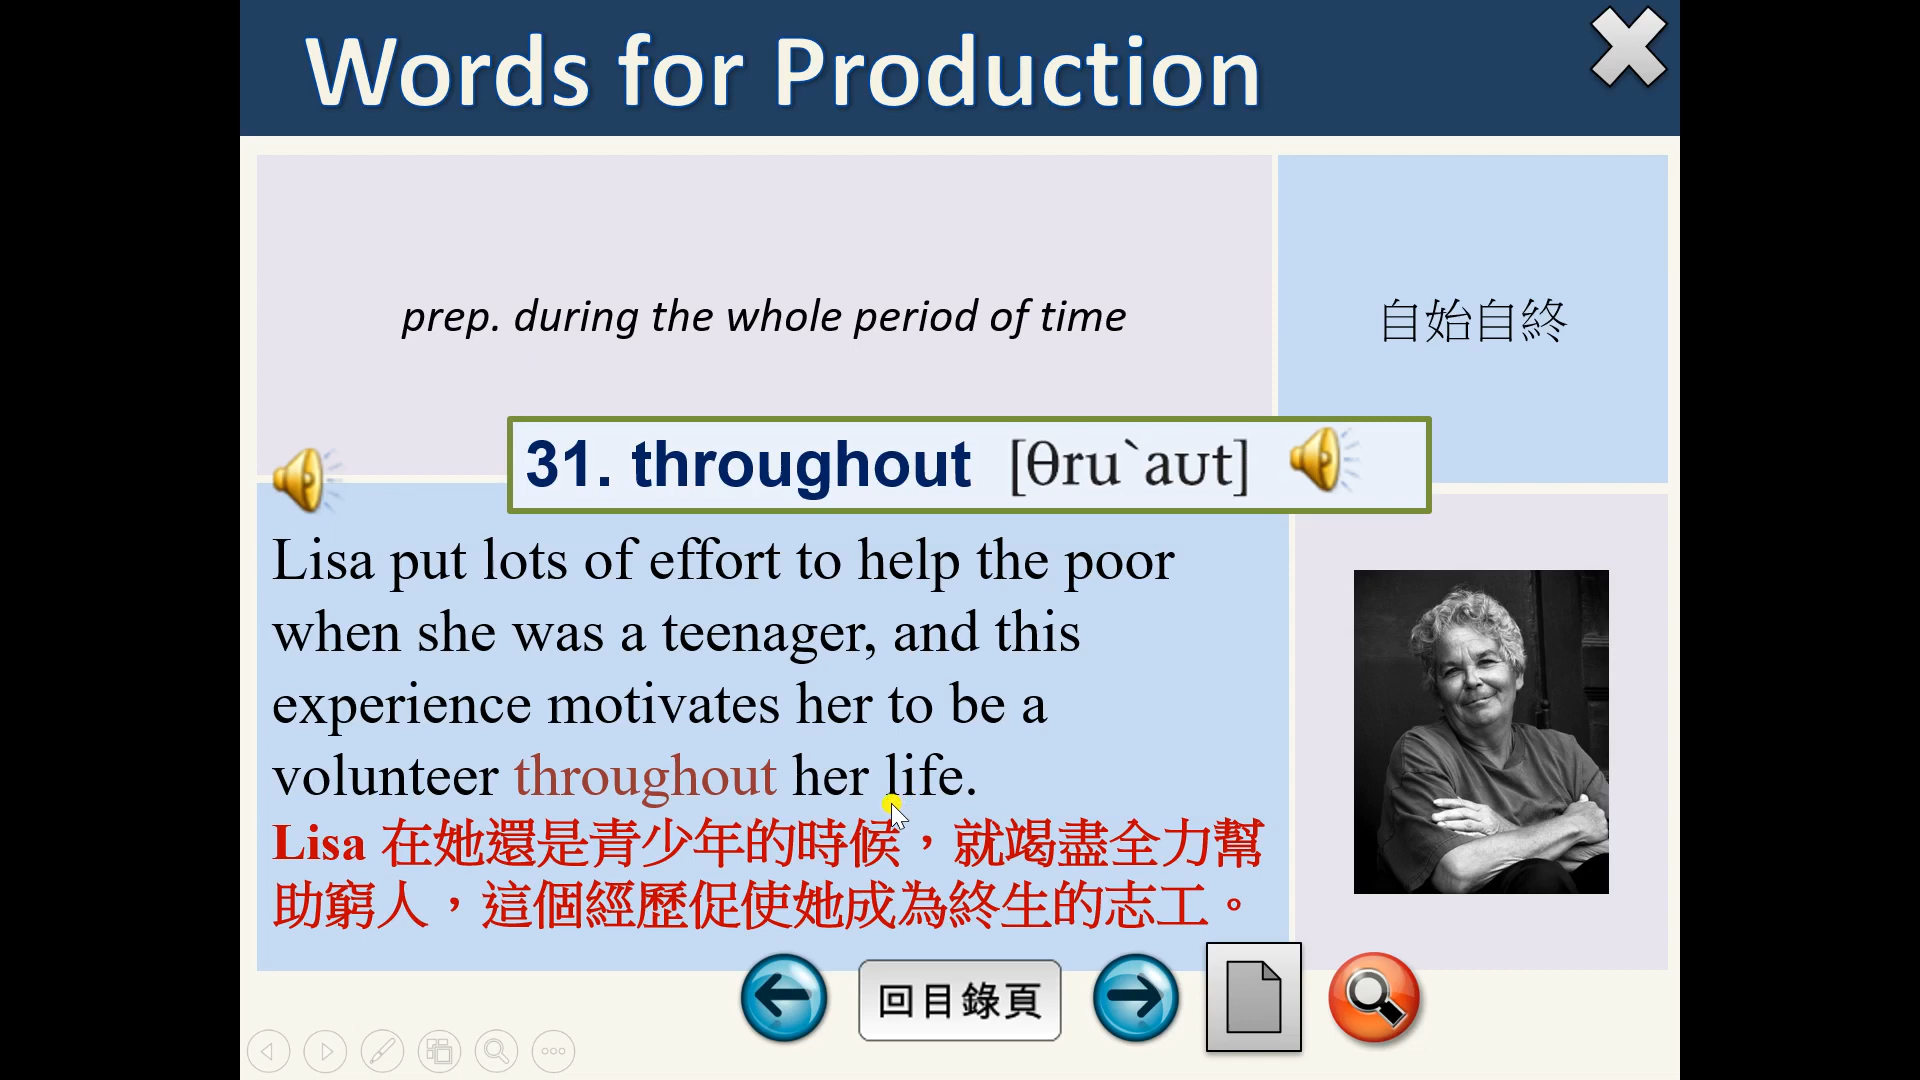 Words for Production
prep. during the whole period of time
自始自終
31. throughout [θruˋaʊt]
Lisa put lots of effort to help the poor
when she was a teenager, and this
experience motivates her to be a
volunteer throughout her life.
Lisa 在她還是青少年的時候，就竭盡全力幫
助窮人，這個經歷促使她成為終生的志工。
回目錄頁